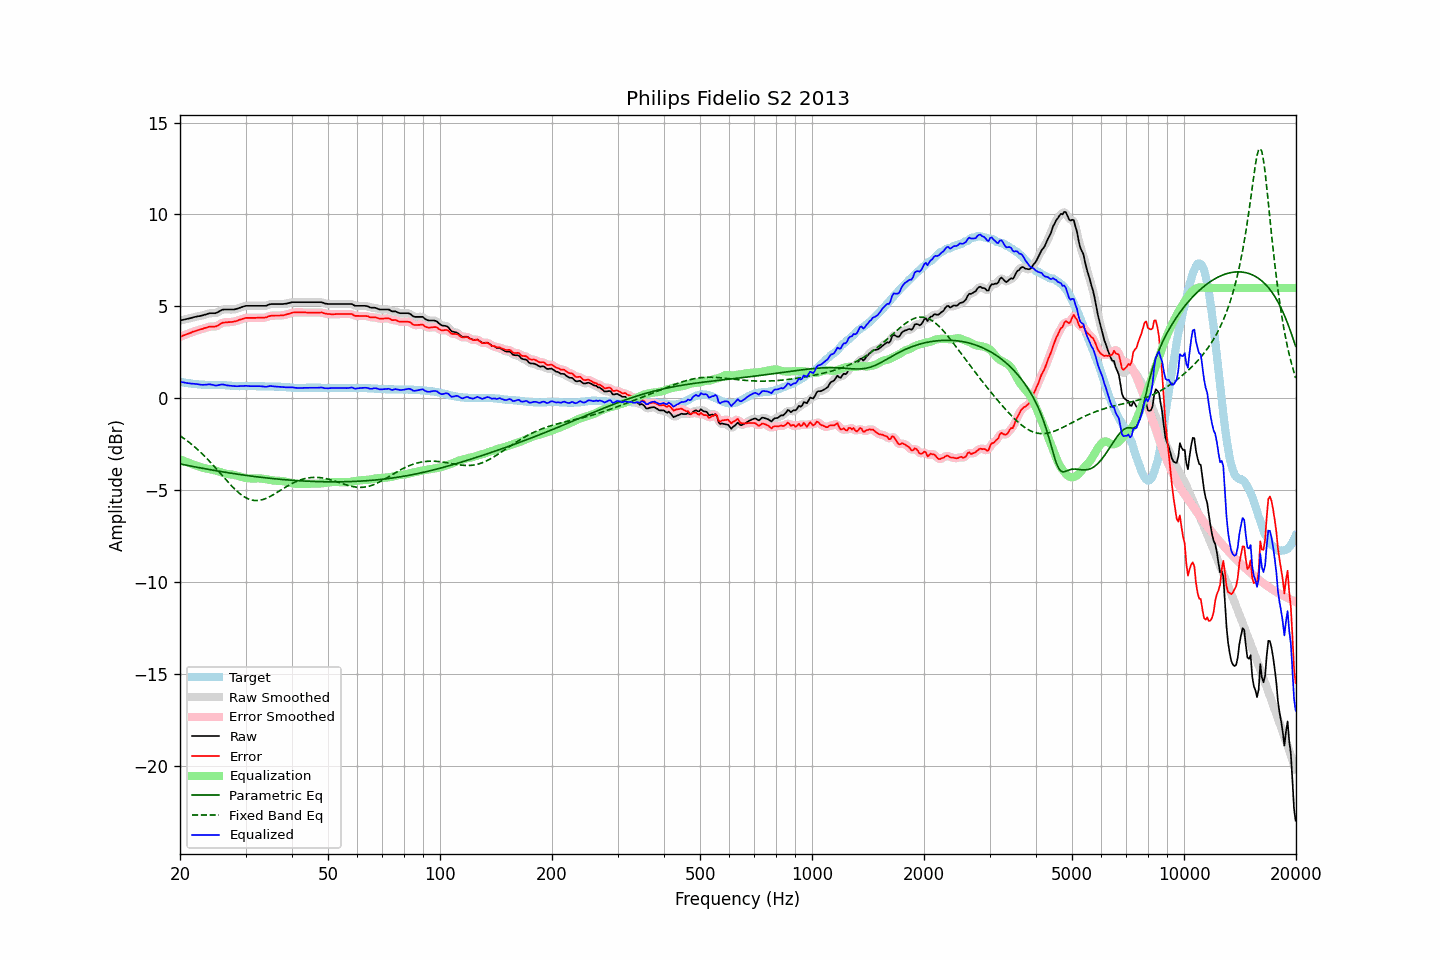 Philips Fidelio S2 2013
Amplitude (dBr)
15
10
5
0
−5
−10
−15
−20
Target
Raw Smoothed
Error Smoothed
Raw
Error
Equalization
Parametric Eq
Fixed Band Eq
Equalized
20
50
100
200
500
1000
2000
5000
10000
20000
Frequency (Hz)